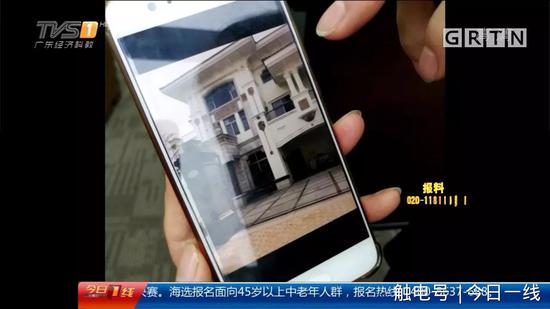 TVS1
广东经济科教
GRTN
报料
今日一线
赛。海选报名面向45岁以上中老年人群，报名热线
触电号 | 今日一线